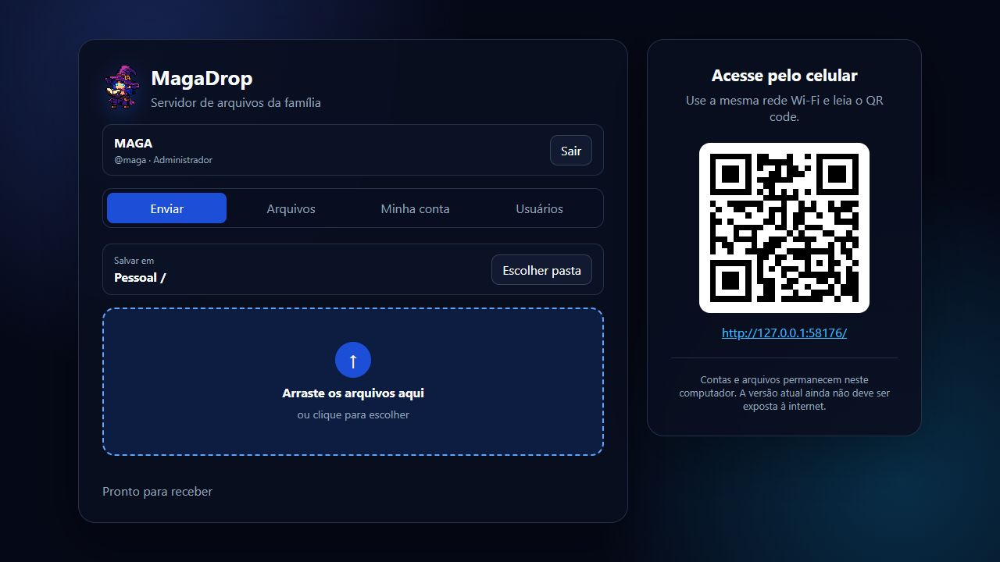 MagaDrop
Servidor de arquivos da família
MAGA
@maga · Administrador
Sair
Enviar
Arquivos
Minha conta
Usuários
Salvar em
Pessoal /
Escolher pasta
↑
Arraste os arquivos aqui
ou clique para escolher
Pronto para receber
Acesse pelo celular
Use a mesma rede Wi-Fi e leia o QR
code.
http://127.0.0.1:58176/
Contas e arquivos permanecem neste
computador. A versão atual ainda não deve ser
exposta à internet.